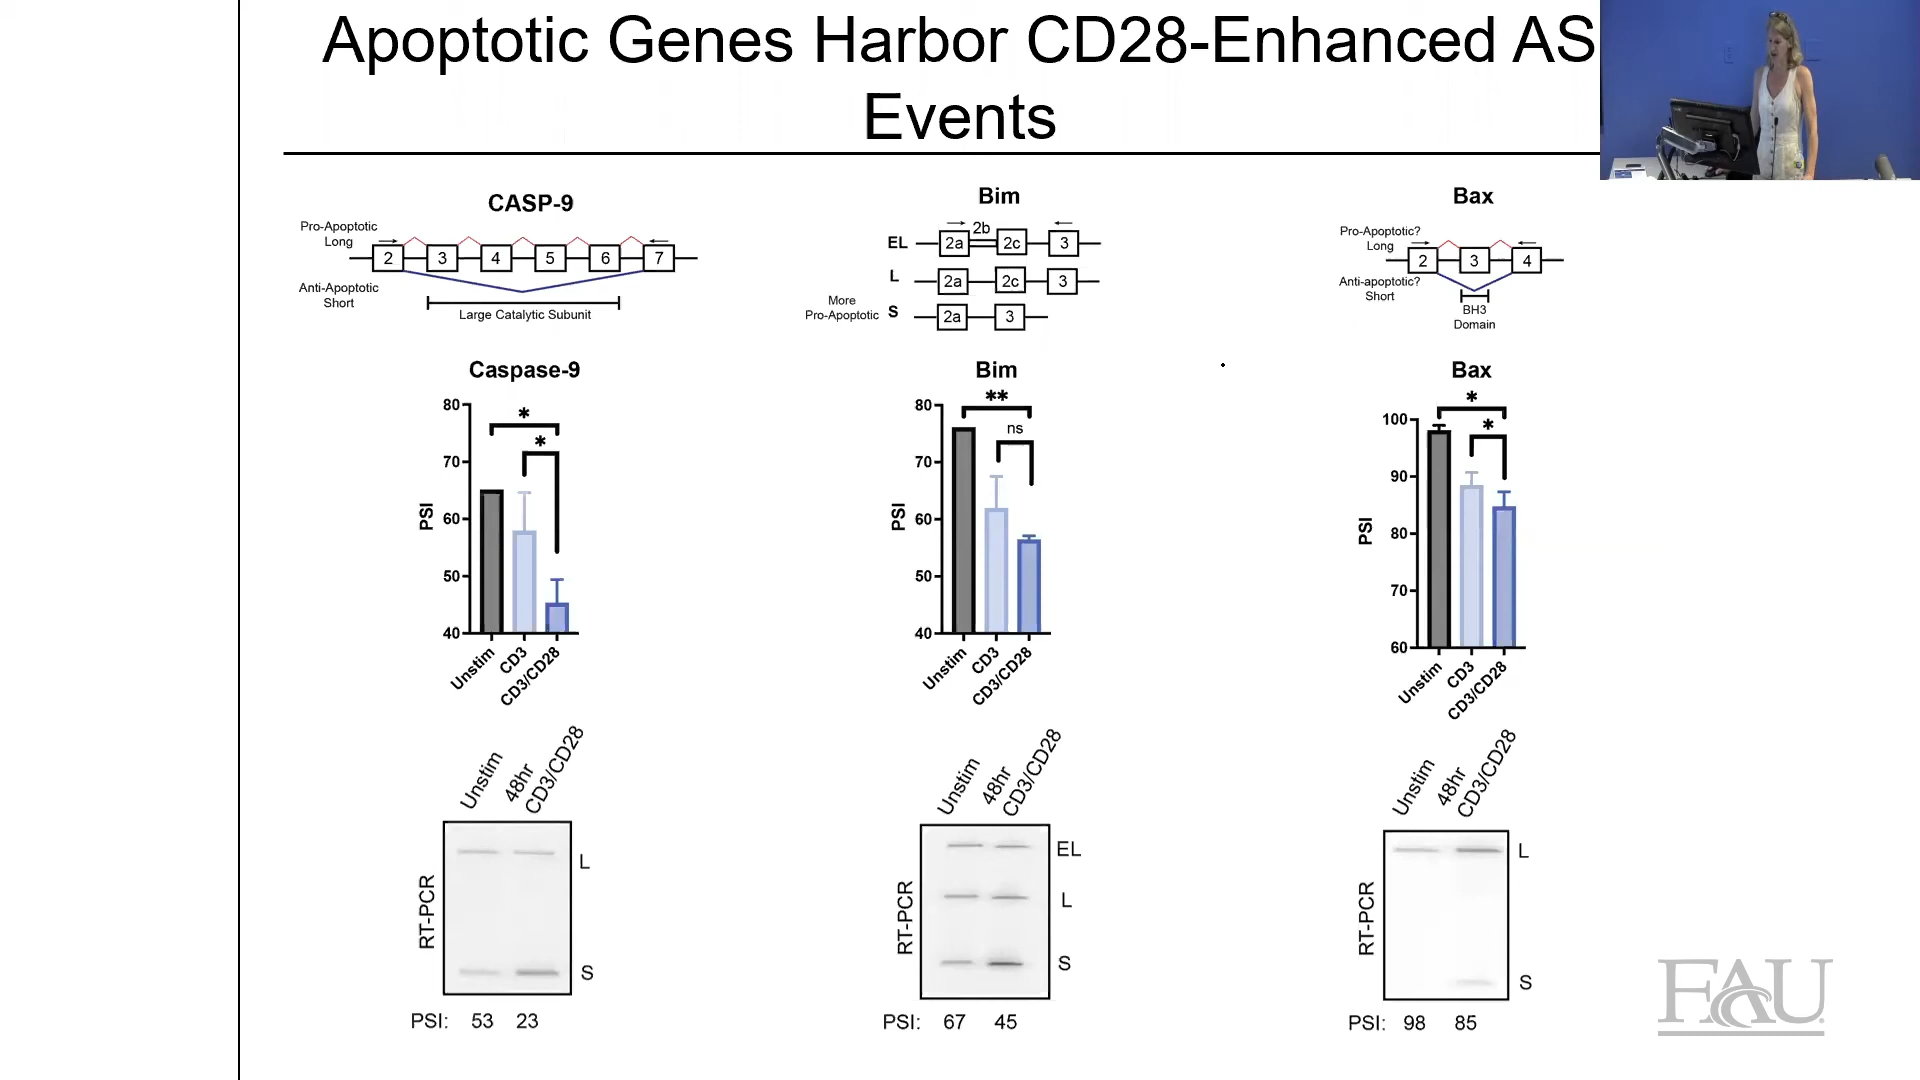 Apoptotic Genes Harbor CD28-Enhanced AS
Events
CASP-9
Pro-Apoptotic
Long
2 3 4 5 6 7
Anti-Apoptotic
Short
Large Catalytic Subunit
Bim
EL 2a 2b 2c 3
L 2a 2c 3
More
Pro-Apoptotic S 2a 3
Bax
Pro-Apoptotic?
Long
2 3 4
Anti-apoptotic?
Short
BH3
Domain
Caspase-9
*
*
80
70
60
50
40
PSI
Unstim
CD3
CD3/CD28
Bim
**
ns
80
70
60
50
40
PSI
Unstim
CD3
CD3/CD28
Bax
*
*
100
90
80
70
60
PSI
Unstim
CD3
CD3/CD28
Unstim
48hr
CD3/CD28
RT-PCR
L
S
PSI: 53 23
Unstim
48hr
CD3/CD28
RT-PCR
EL
L
S
PSI: 67 45
Unstim
48hr
CD3/CD28
RT-PCR
L
S
PSI: 98 85
FAU